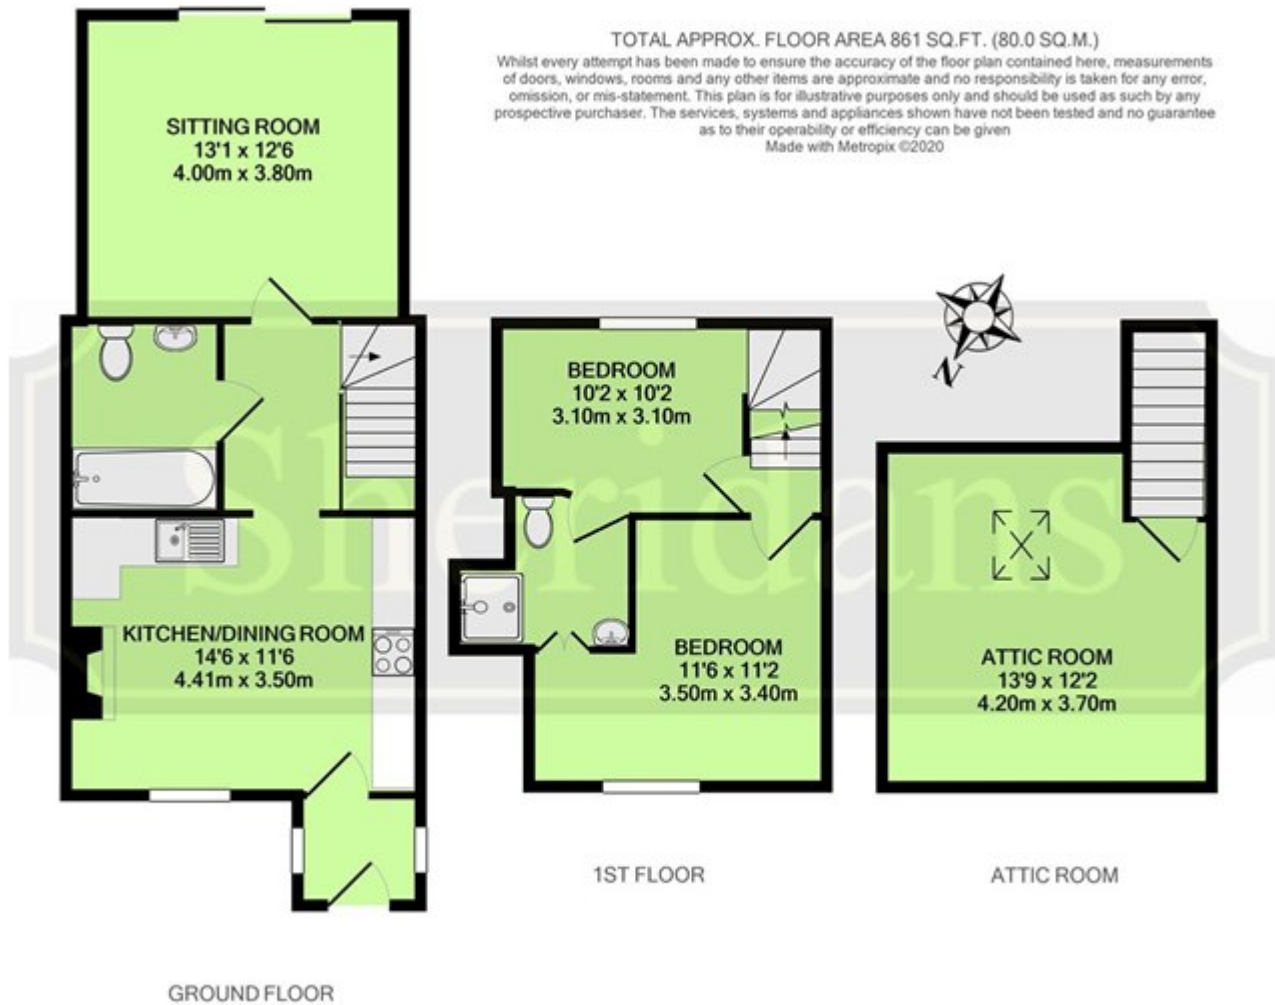 TOTAL APPROX. FLOOR AREA 861 SQ.FT. (80.0 SQ.M.)
Whilst every attempt has been made to ensure the accuracy of the floor plan contained here, measurements
of doors, windows, rooms and any other items are approximate and no responsibility is taken for any error,
omission, or mis-statement. This plan is for illustrative purposes only and should be used as such by any
prospective purchaser. The services, systems and appliances shown have not been tested and no guarantee
as to their operability or efficiency can be given
Made with Metropix ©2020
SITTING ROOM
13'1 x 12'6
4.00m x 3.80m
KITCHEN/DINING ROOM
14'6 x 11'6
4.41m x 3.50m
GROUND FLOOR
BEDROOM
10'2 x 10'2
3.10m x 3.10m
BEDROOM
11'6 x 11'2
3.50m x 3.40m
1ST FLOOR
N
ATTIC ROOM
13'9 x 12'2
4.20m x 3.70m
ATTIC ROOM
Sheridans